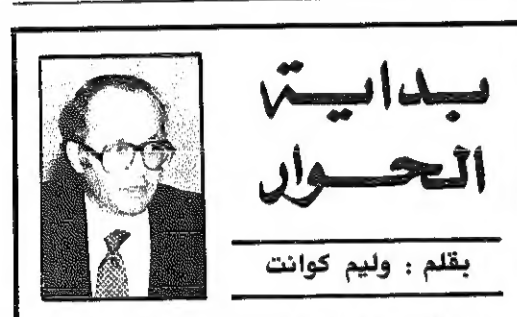 بداية
الحوار
بقلم : وليم كوانت